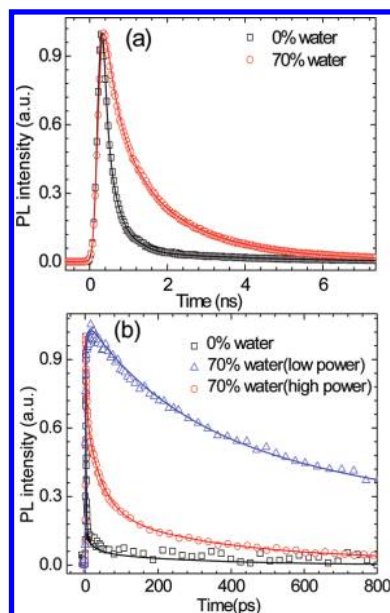 (a)
0% water
70% water
PL intensity (a.u.)
0.9
0.6
0.3
0.0
0 2 4 6
Time (ns)
(b)
0% water
70% water(low power)
70% water(high power)
PL intensity (a.u.)
0.9
0.6
0.3
0.0
0 200 400 600 800
Time(ps)